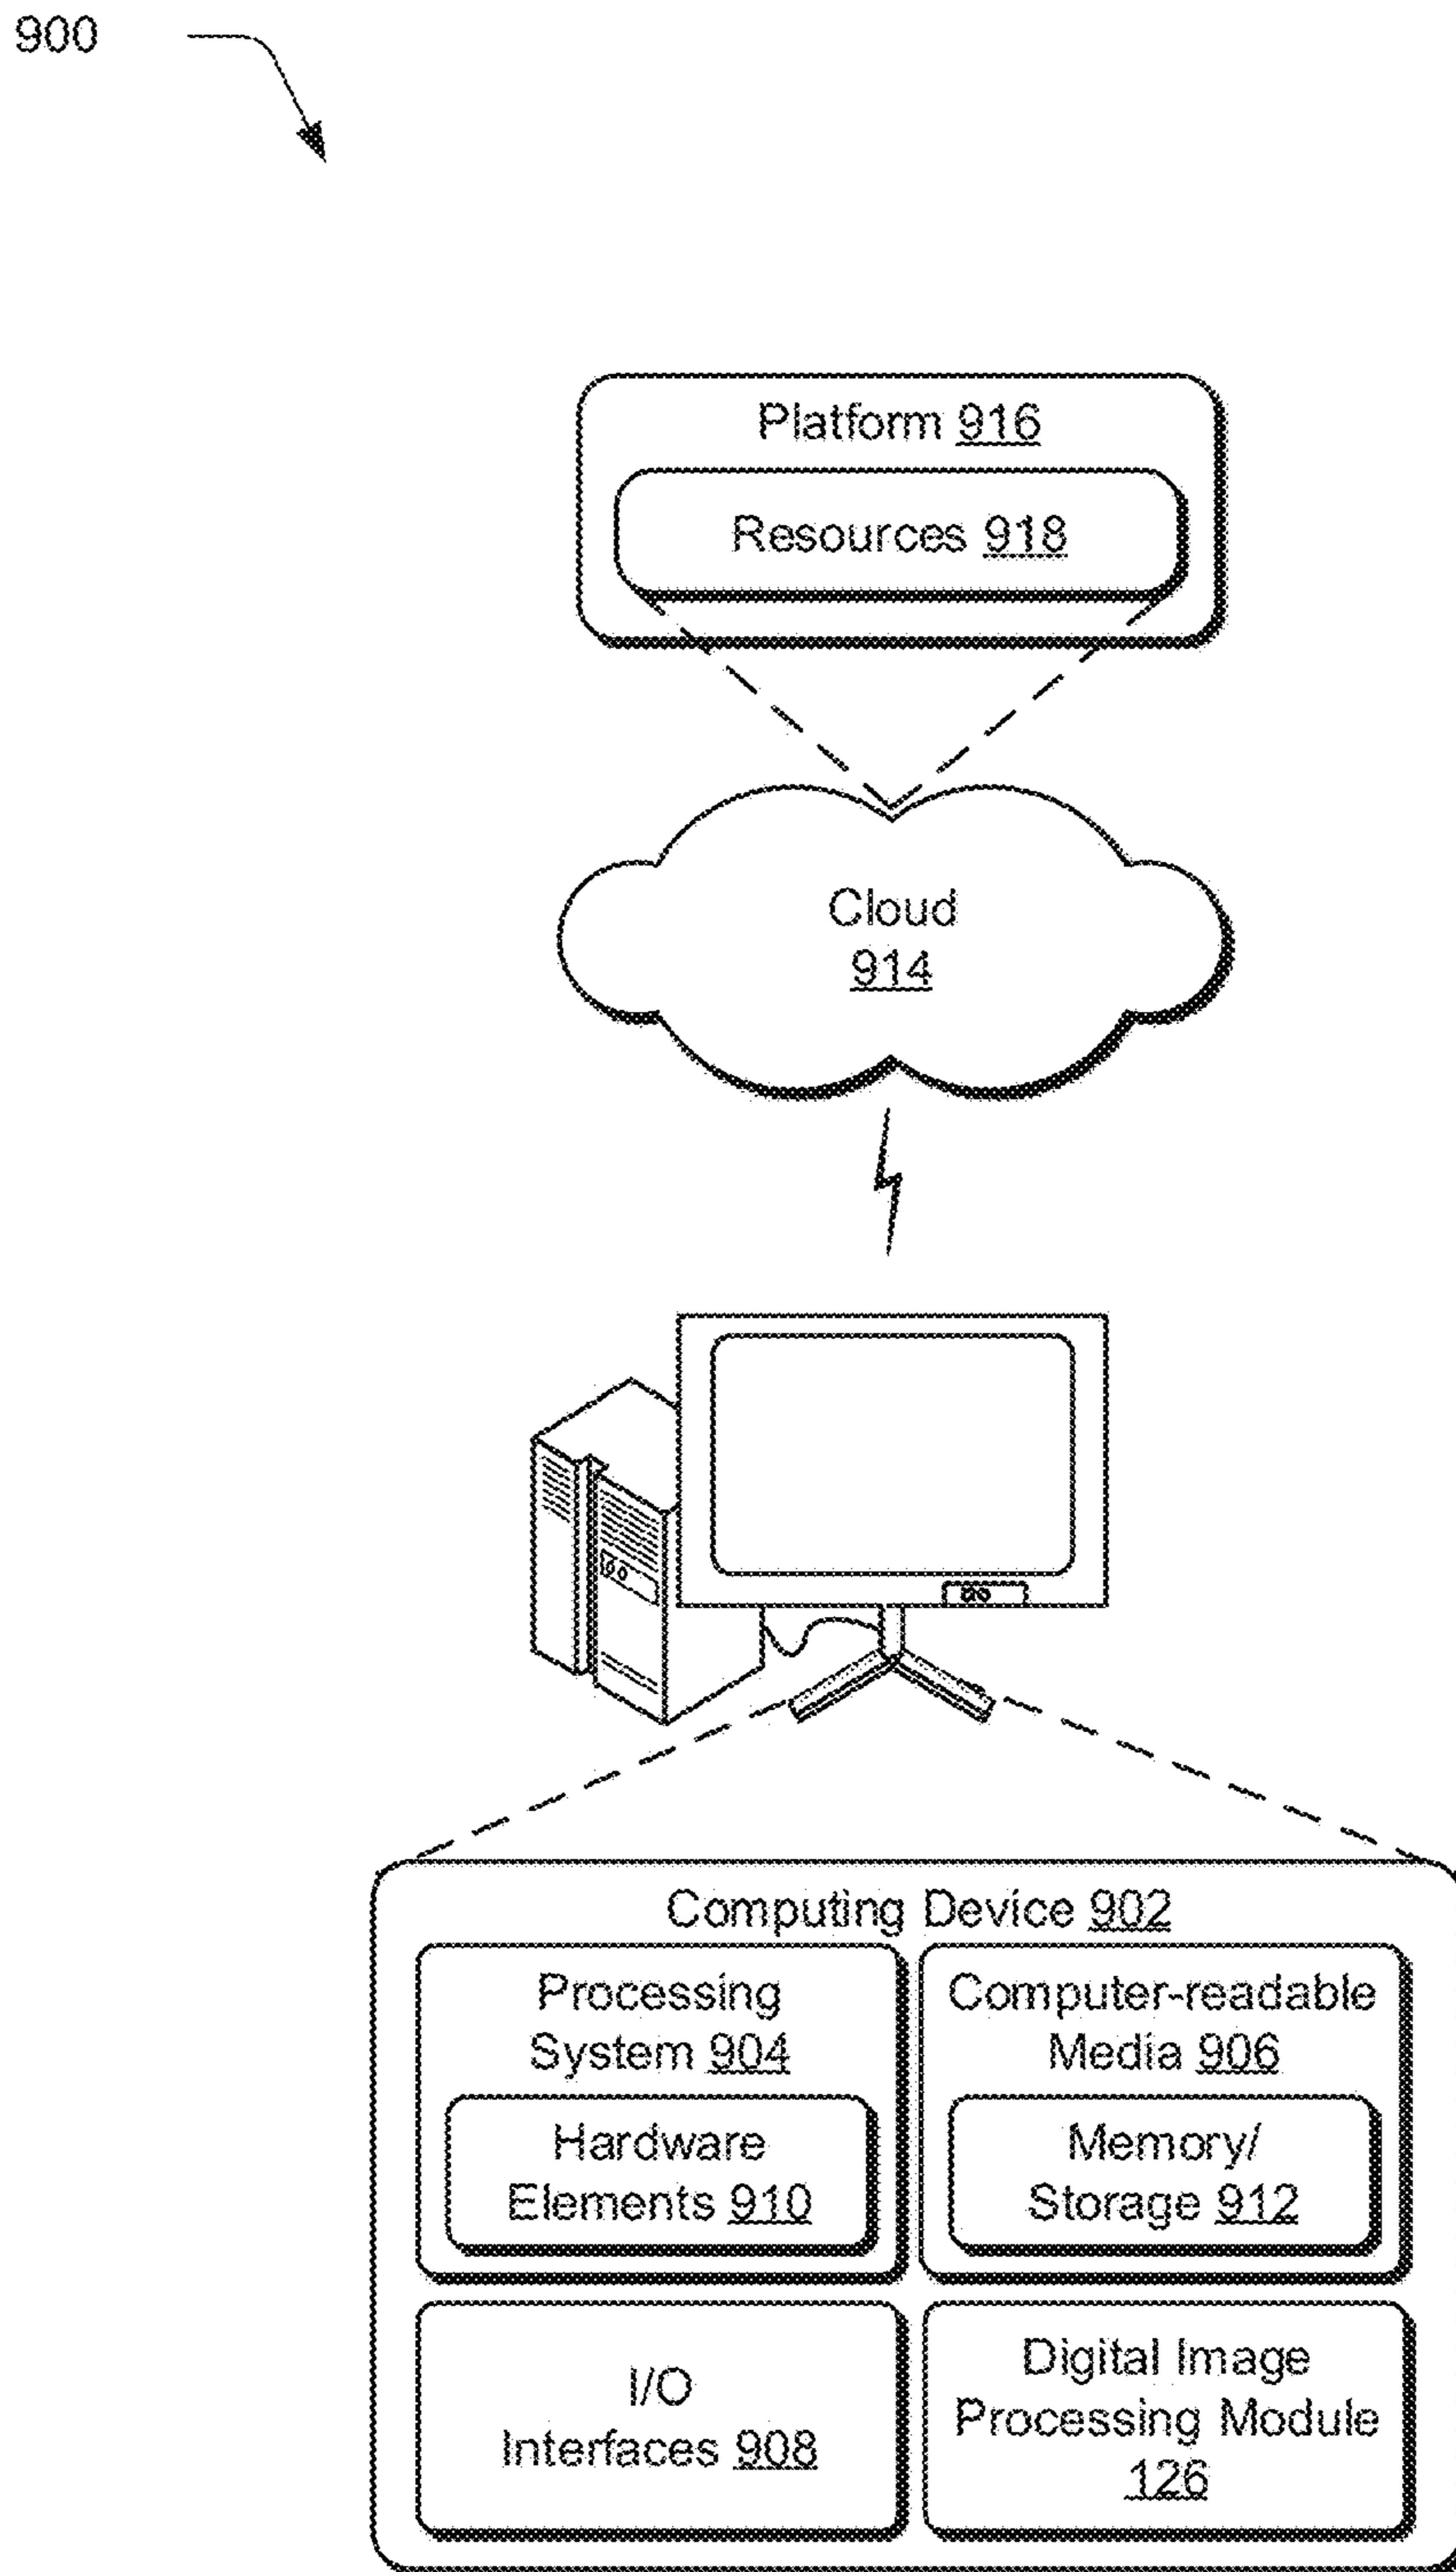 900
Platform 916
Resources 918
Cloud
914
Computing Device 902
Processing
System 904
Hardware
Elements 910
Computer-readable
Media 906
Memory/
Storage 912
I/O
Interfaces 908
Digital Image
Processing Module
126